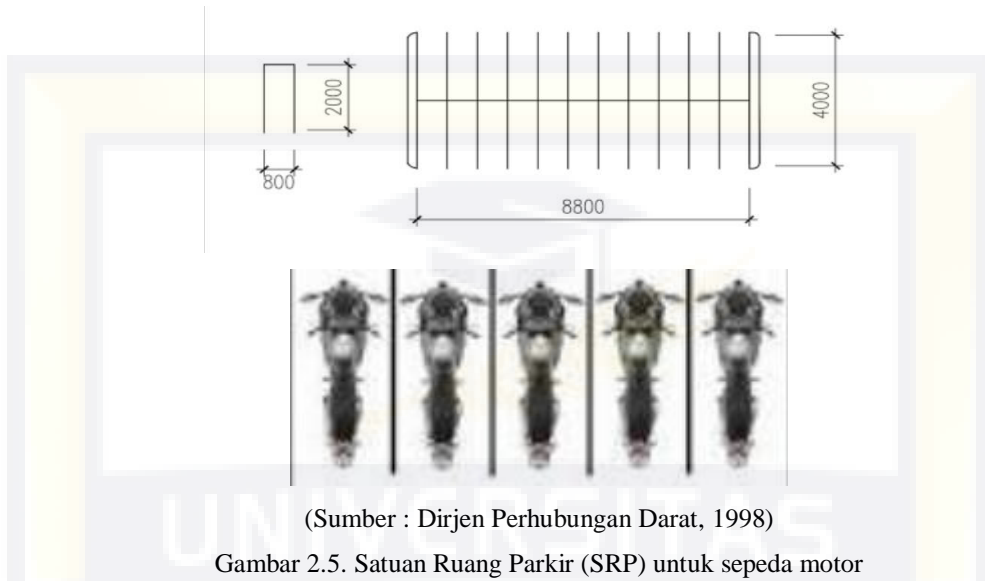 2000
800
4000
8800
(Sumber : Dirjen Perhubungan Darat, 1998)
UNIVERSITAS
Gambar 2.5. Satuan Ruang Parkir (SRP) untuk sepeda motor